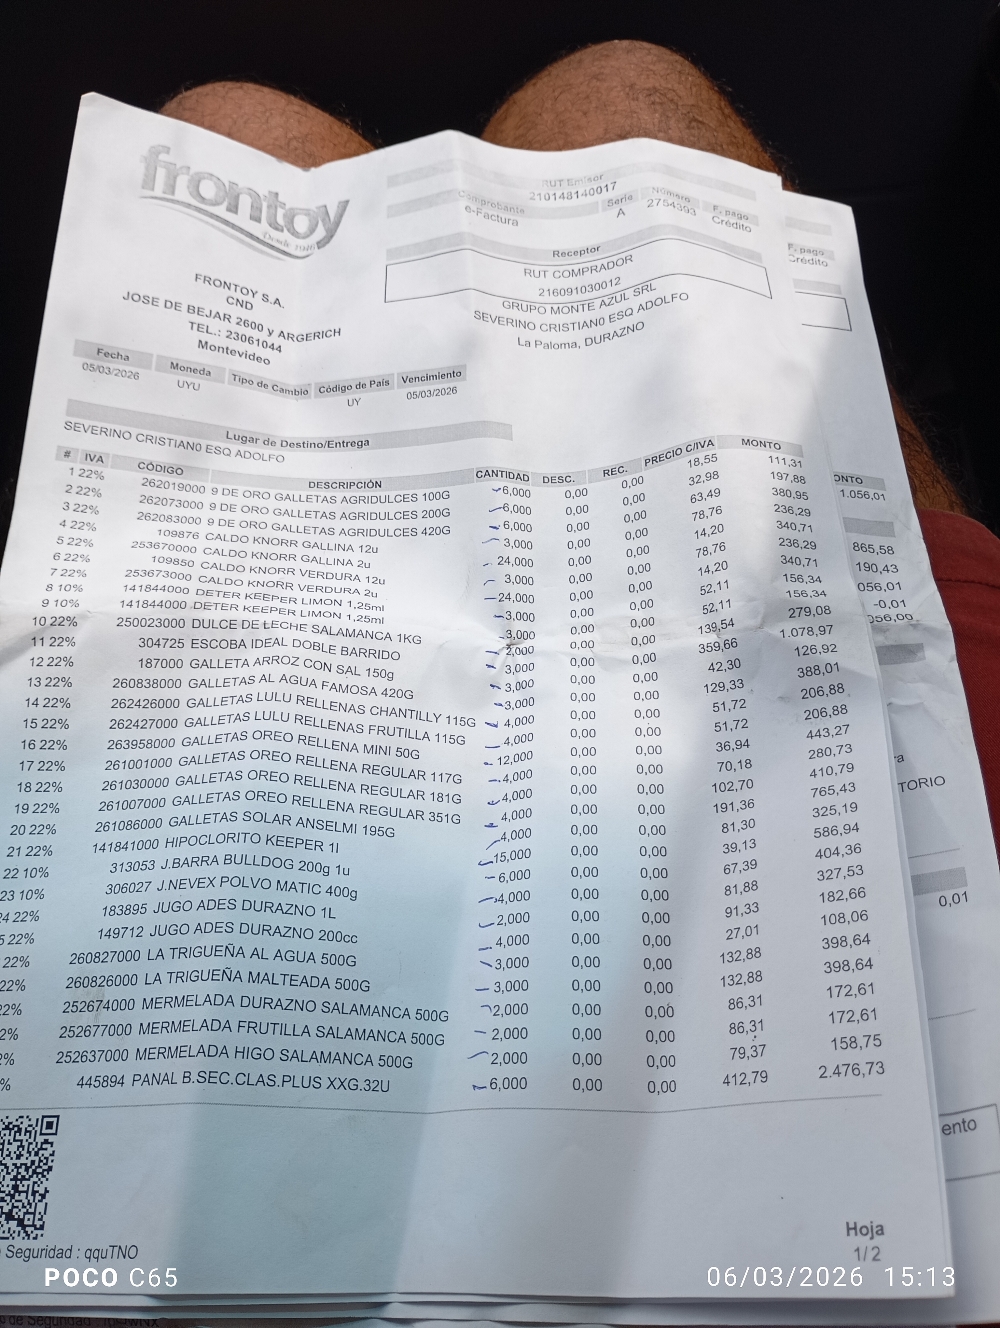 frontoy
Desde 1916
FRONTOY S.A.
CND
JOSE DE BEJAR 2600 y ARGERICH
TEL.: 23061044
Montevideo
RUT Emisor
210148140017
Comprobante Serie Número F. pago
e-Factura A 2754393 Crédito
Receptor
RUT COMPRADOR
216091030012
GRUPO MONTE AZUL SRL
SEVERINO CRISTIAN0 ESQ ADOLFO
La Paloma, DURAZNO
Fecha Moneda Tipo de Cambio Código de País Vencimiento
05/03/2026 UYU UY 05/03/2026
Lugar de Destino/Entrega
SEVERINO CRISTIAN0 ESQ ADOLFO
# IVA CÓDIGO DESCRIPCIÓN CANTIDAD DESC. REC. PRECIO C/IVA MONTO
1 22% 262019000 9 DE ORO GALLETAS AGRIDULCES 100G 6,000 0,00 0,00 18,55 111,31
2 22% 262073000 9 DE ORO GALLETAS AGRIDULCES 200G 6,000 0,00 0,00 32,98 197,88
3 22% 262083000 9 DE ORO GALLETAS AGRIDULCES 420G 6,000 0,00 0,00 63,49 380,95
4 22% 109876 CALDO KNORR GALLINA 12u 3,000 0,00 0,00 78,76 236,29
5 22% 253670000 CALDO KNORR GALLINA 2u 24,000 0,00 0,00 14,20 340,71
6 22% 109850 CALDO KNORR VERDURA 12u 3,000 0,00 0,00 78,76 236,29
7 22% 253673000 CALDO KNORR VERDURA 2u 24,000 0,00 0,00 14,20 340,71
8 10% 141844000 DETER KEEPER LIMON 1,25ml 3,000 0,00 0,00 52,11 156,34
9 10% 141844000 DETER KEEPER LIMON 1,25ml 3,000 0,00 0,00 52,11 156,34
10 22% 250023000 DULCE DE LECHE SALAMANCA 1KG 2,000 0,00 0,00 139,54 279,08
11 22% 304725 ESCOBA IDEAL DOBLE BARRIDO 3,000 0,00 0,00 359,66 1.078,97
12 22% 187000 GALLETA ARROZ CON SAL 150g 3,000 0,00 0,00 42,30 126,92
13 22% 260838000 GALLETAS AL AGUA FAMOSA 420G 3,000 0,00 0,00 129,33 388,01
14 22% 262426000 GALLETAS LULU RELLENAS CHANTILLY 115G 4,000 0,00 0,00 51,72 206,88
15 22% 262427000 GALLETAS LULU RELLENAS FRUTILLA 115G 4,000 0,00 0,00 51,72 206,88
16 22% 263958000 GALLETAS OREO RELLENA MINI 50G 12,000 0,00 0,00 36,94 443,27
17 22% 261001000 GALLETAS OREO RELLENA REGULAR 117G 4,000 0,00 0,00 70,18 280,73
18 22% 261030000 GALLETAS OREO RELLENA REGULAR 181G 4,000 0,00 0,00 102,70 410,79
19 22% 261007000 GALLETAS OREO RELLENA REGULAR 351G 4,000 0,00 0,00 191,36 765,43
20 22% 261086000 GALLETAS SOLAR ANSELMI 195G 4,000 0,00 0,00 81,30 325,19
21 22% 141841000 HIPOCLORITO KEEPER 1l 15,000 0,00 0,00 39,13 586,94
22 10% 313053 J.BARRA BULLDOG 200g 1u 6,000 0,00 0,00 67,39 404,36
23 10% 306027 J.NEVEX POLVO MATIC 400g 4,000 0,00 0,00 81,88 327,53
4 22% 183895 JUGO ADES DURAZNO 1L 2,000 0,00 0,00 91,33 182,66
5 22% 149712 JUGO ADES DURAZNO 200cc 4,000 0,00 0,00 27,01 108,06
22% 260827000 LA TRIGUEÑA AL AGUA 500G 3,000 0,00 0,00 132,88 398,64
22% 260826000 LA TRIGUEÑA MALTEADA 500G 3,000 0,00 0,00 132,88 398,64
2% 252674000 MERMELADA DURAZNO SALAMANCA 500G 2,000 0,00 0,00 86,31 172,61
2% 252677000 MERMELADA FRUTILLA SALAMANCA 500G 2,000 0,00 0,00 86,31 172,61
% 252637000 MERMELADA HIGO SALAMANCA 500G 2,000 0,00 0,00 79,37 158,75
% 445894 PANAL B.SEC.CLAS.PLUS XXG.32U 6,000 0,00 0,00 412,79 2.476,73
Seguridad : qquTNO
Hoja
1/2
F. pago
Crédito
ONTO
1.056,01
865,58
190,43
056,01
-0,01
056,00
ra
TORIO
0,01
ento
POCO C65
06/03/2026 15:13